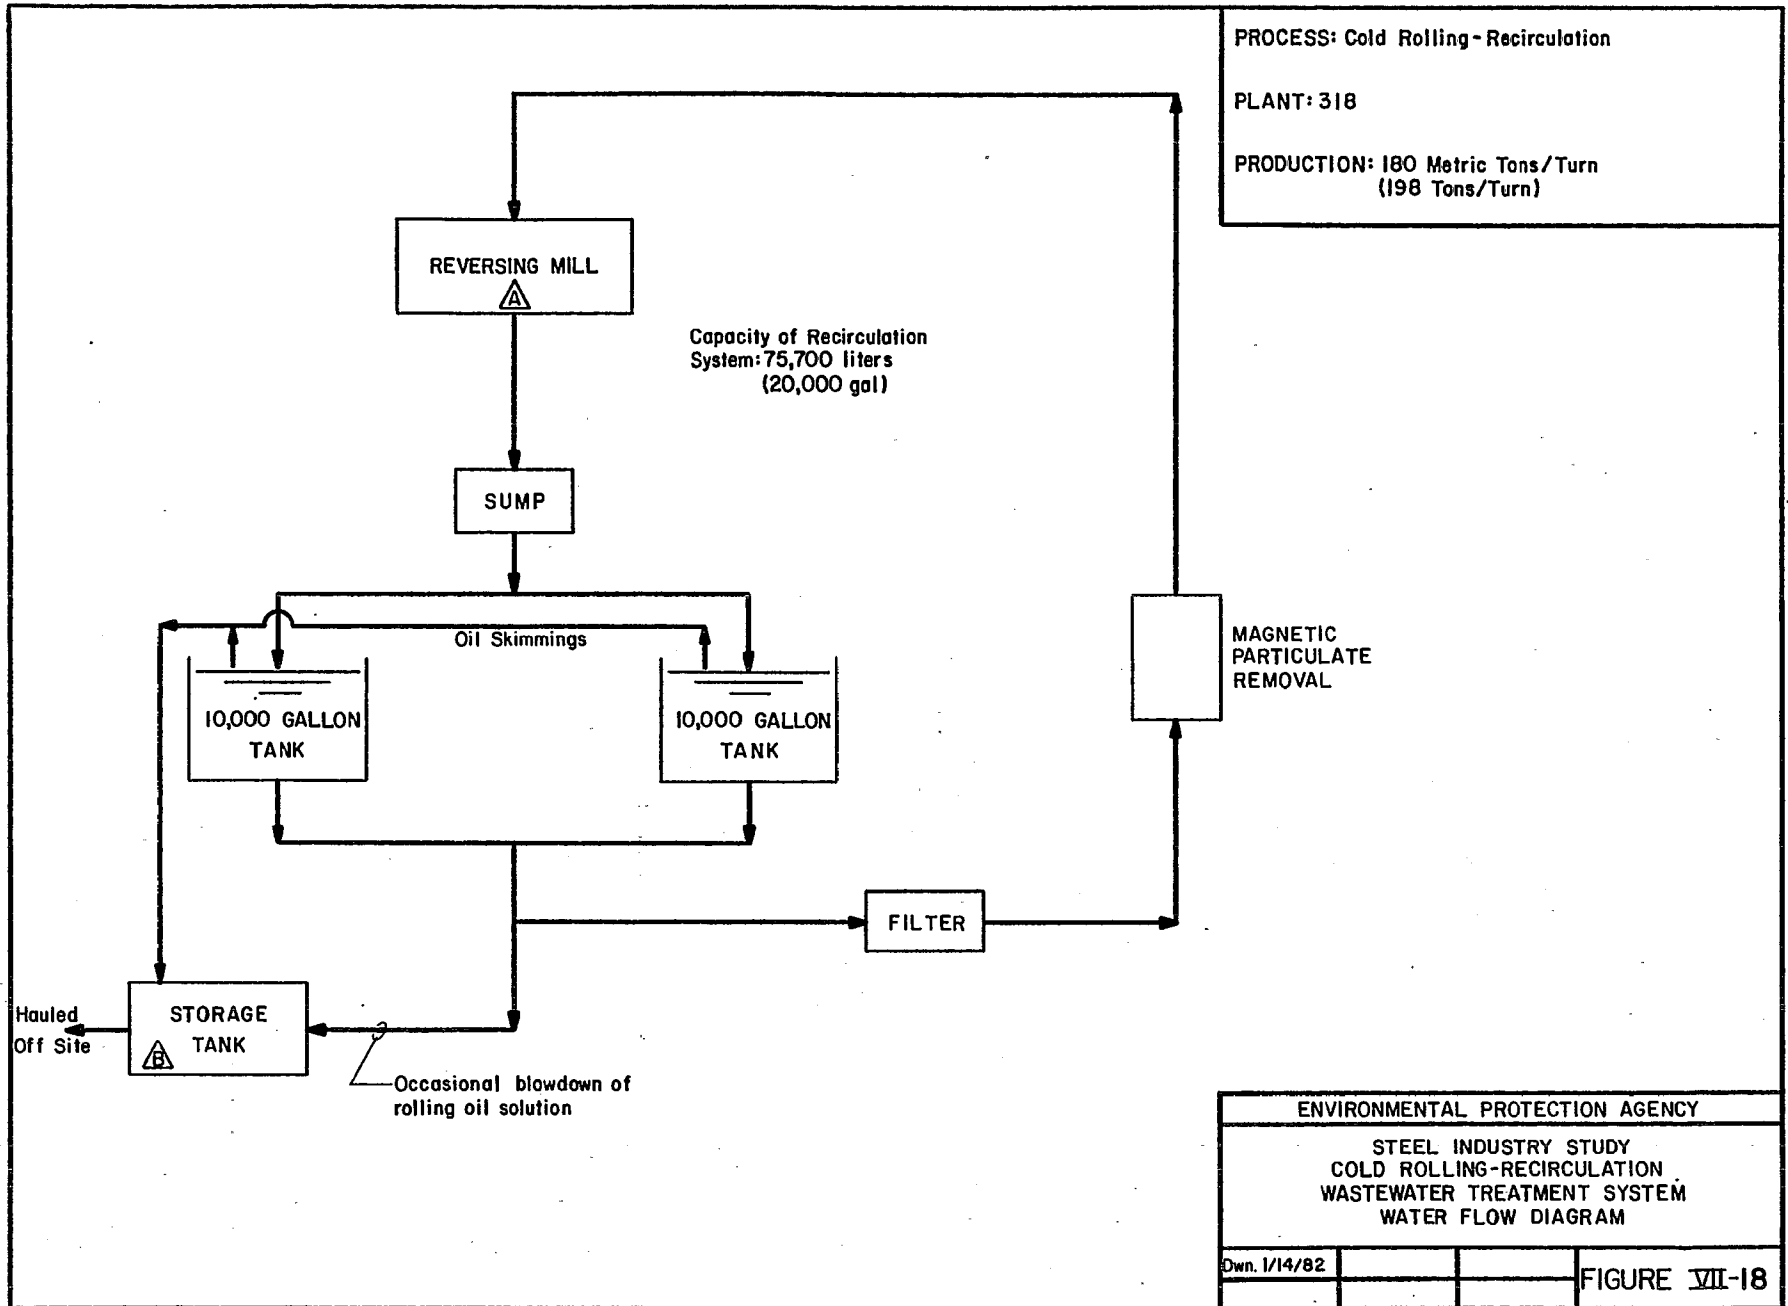 PROCESS: Cold Rolling-Recirculation
PLANT: 318
PRODUCTION: 180 Metric Tons/Turn
(198 Tons/Turn)
REVERSING MILL
A
Capacity of Recirculation
System: 75,700 liters
(20,000 gal)
SUMP
Oil Skimmings
10,000 GALLON
TANK
10,000 GALLON
TANK
MAGNETIC
PARTICULATE
REMOVAL
FILTER
STORAGE
TANK
B
Hauled
Off Site
Occasional blowdown of
rolling oil solution
ENVIRONMENTAL PROTECTION AGENCY
STEEL INDUSTRY STUDY
COLD ROLLING-RECIRCULATION
WASTEWATER TREATMENT SYSTEM
WATER FLOW DIAGRAM
Dwn. 1/14/82
FIGURE VII-18